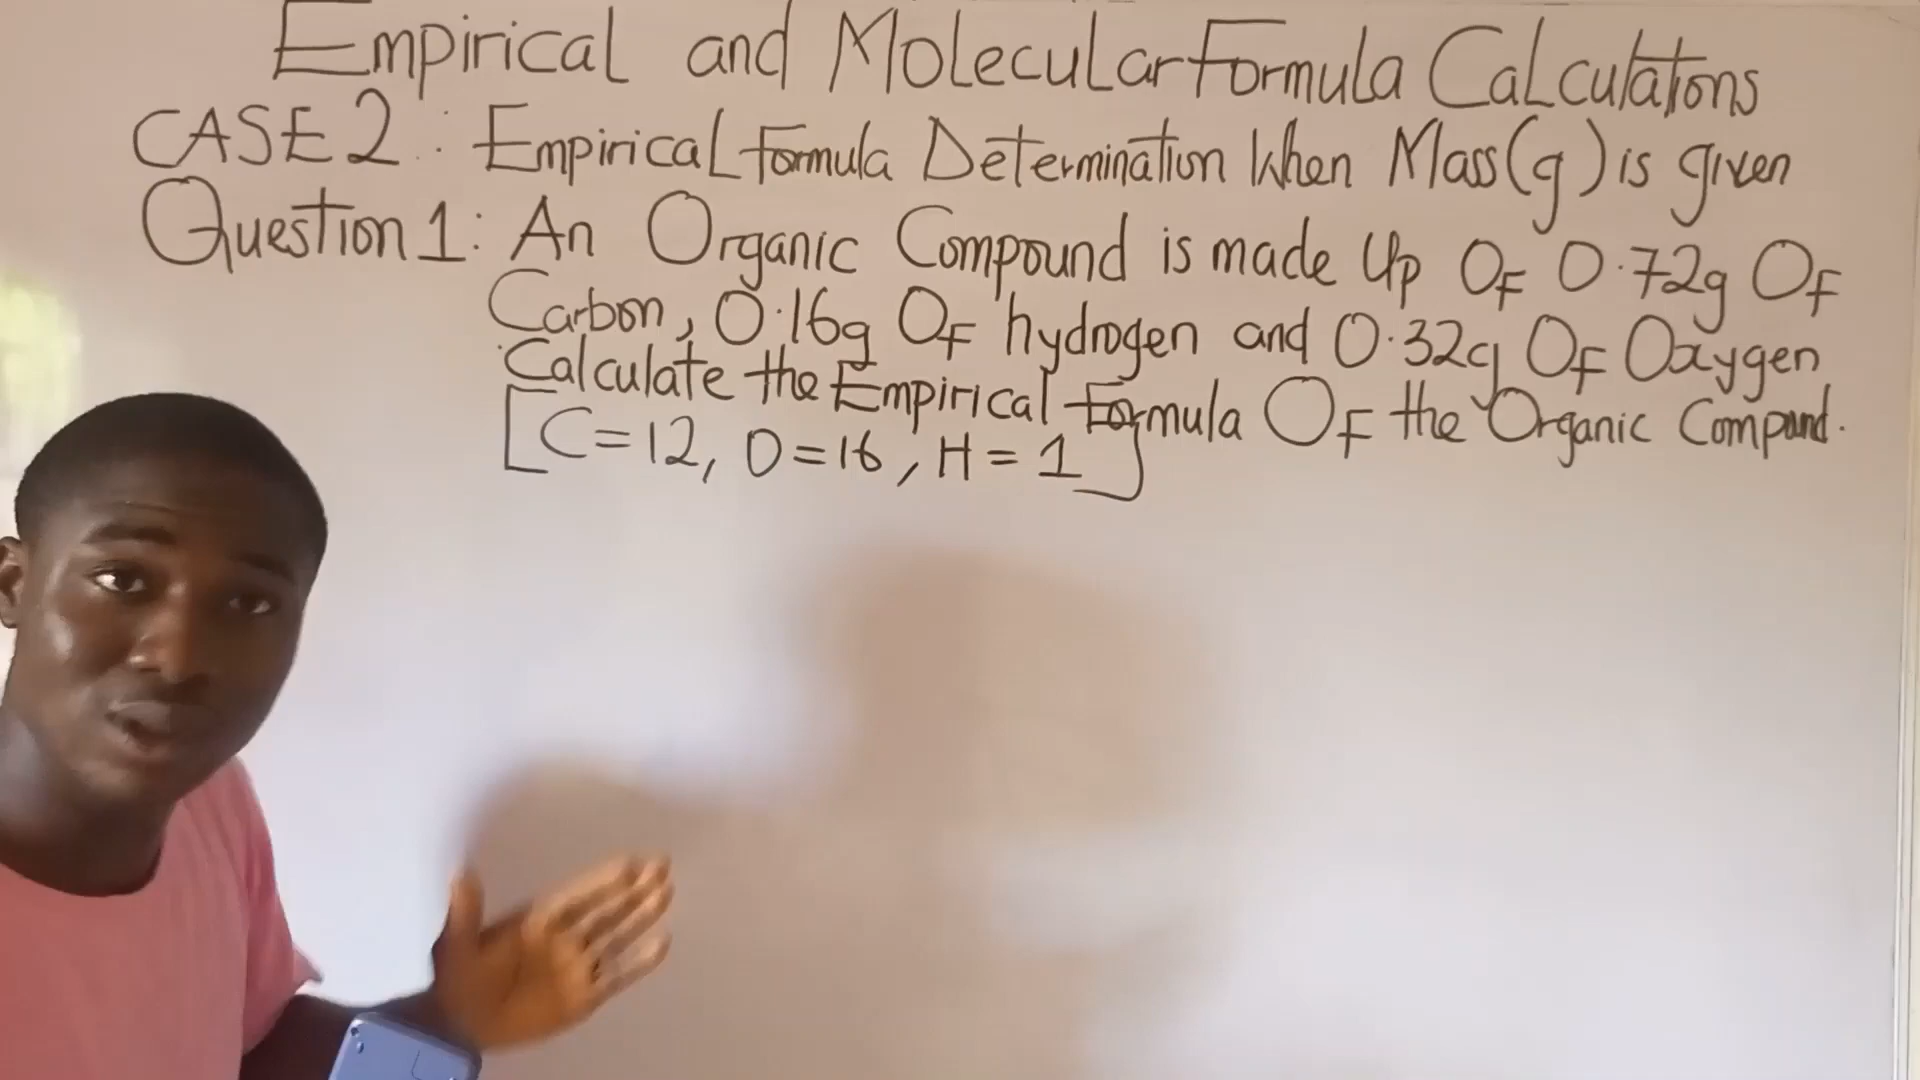 Empirical and Molecular Formula Calculations
CASE 2 : Empirical Formula Determination When Mass(g) is given
Question 1: An Organic Compound is made Up Of 0.72g Of
Carbon, 0.16g Of hydrogen and 0.32g Of Oxygen
Calculate the Empirical Formula Of the Organic Compound.
[C=12, O=16, H=1]